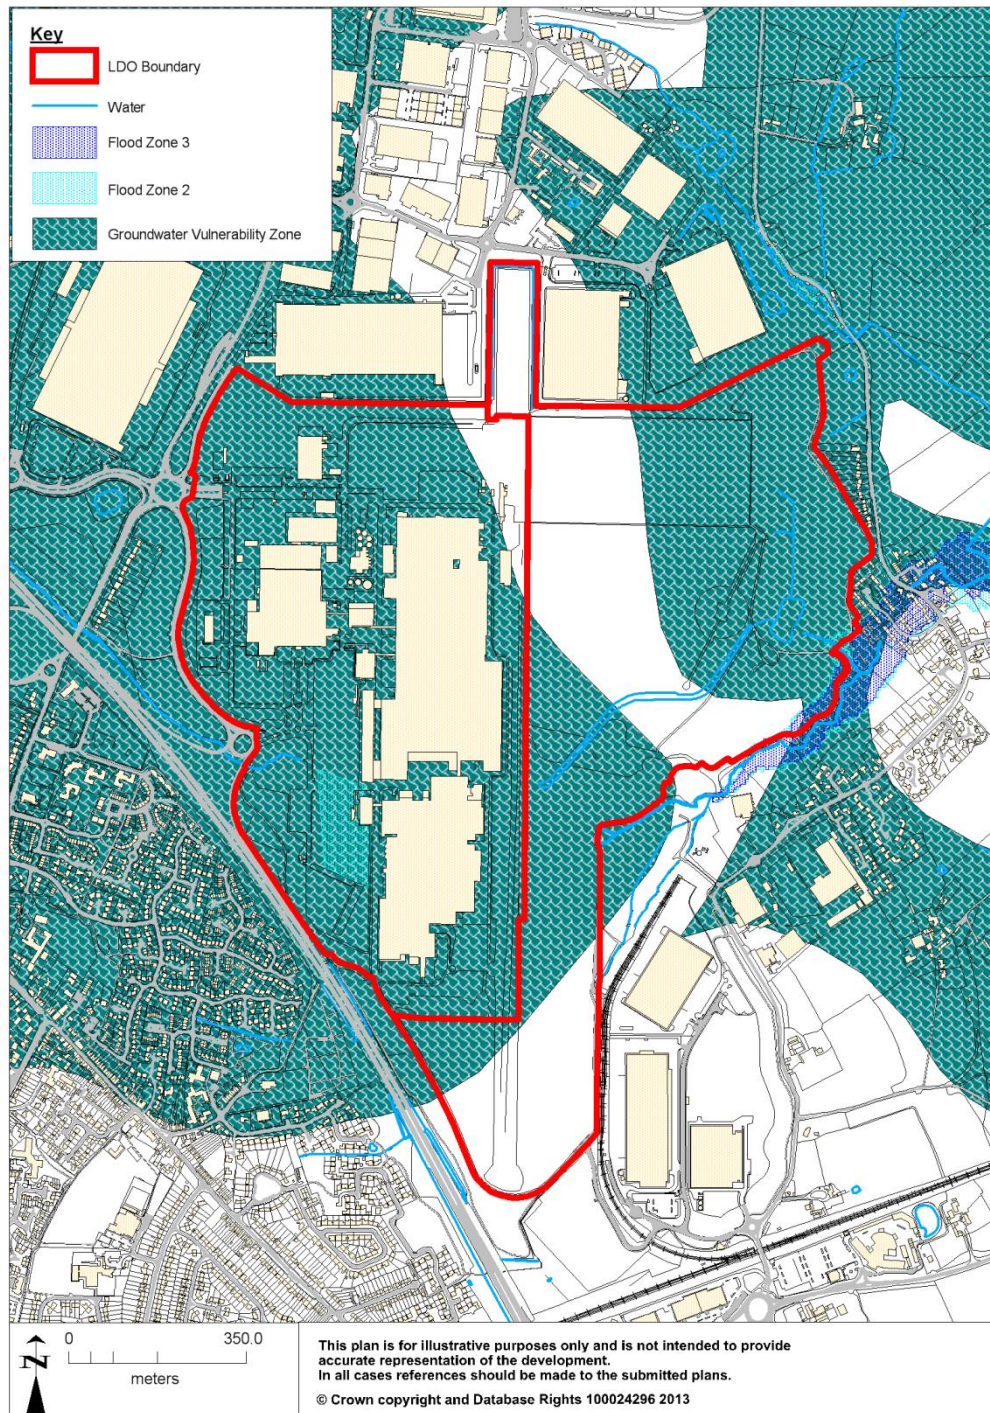 Key
LDO Boundary
Water
Flood Zone 3
Flood Zone 2
Groundwater Vulnerability Zone
N
0 350.0
meters
This plan is for illustrative purposes only and is not intended to provide
accurate representation of the development.
In all cases references should be made to the submitted plans.
© Crown copyright and Database Rights 100024296 2013